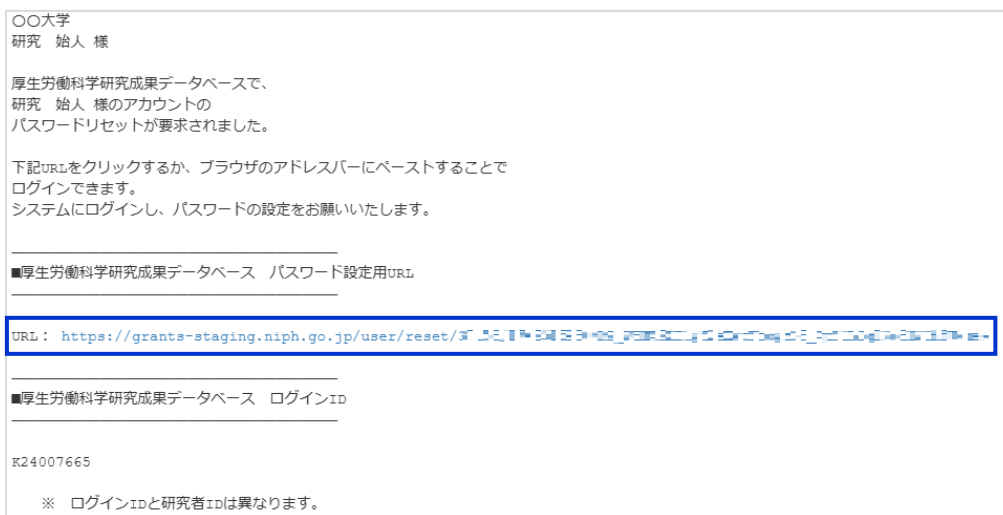 〇〇大学
研究　始人 様
厚生労働科学研究成果データベースで、
研究　始人 様のアカウントの
パスワードリセットが要求されました。
下記URLをクリックするか、ブラウザのアドレスバーにペーストすることで
ログインできます。
システムにログインし、パスワードの設定をお願いいたします。
■厚生労働科学研究成果データベース　パスワード設定用URL
URL： https://grants-staging.niph.go.jp/user/reset/
■厚生労働科学研究成果データベース　ログインID
K24007665
※　ログインIDと研究者IDは異なります。